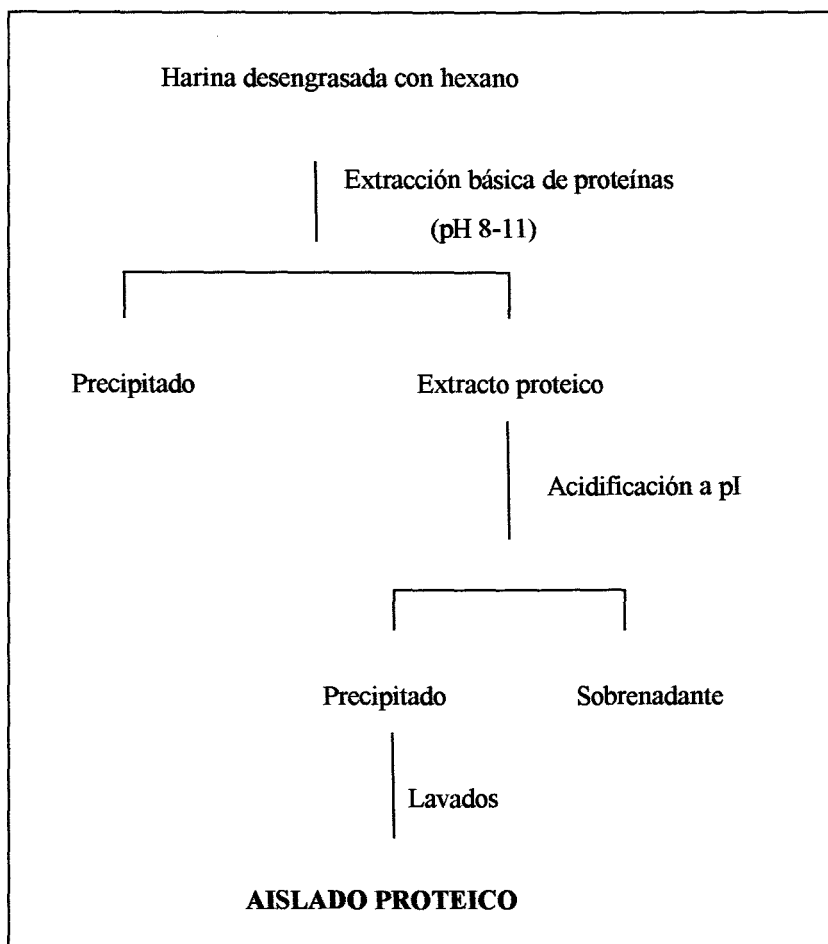 Harina desengrasada con hexano
Extracción básica de proteínas
(pH 8-11)
Precipitado
Extracto proteico
Acidificación a pI
Precipitado
Sobrenadante
Lavados
AISLADO PROTEICO